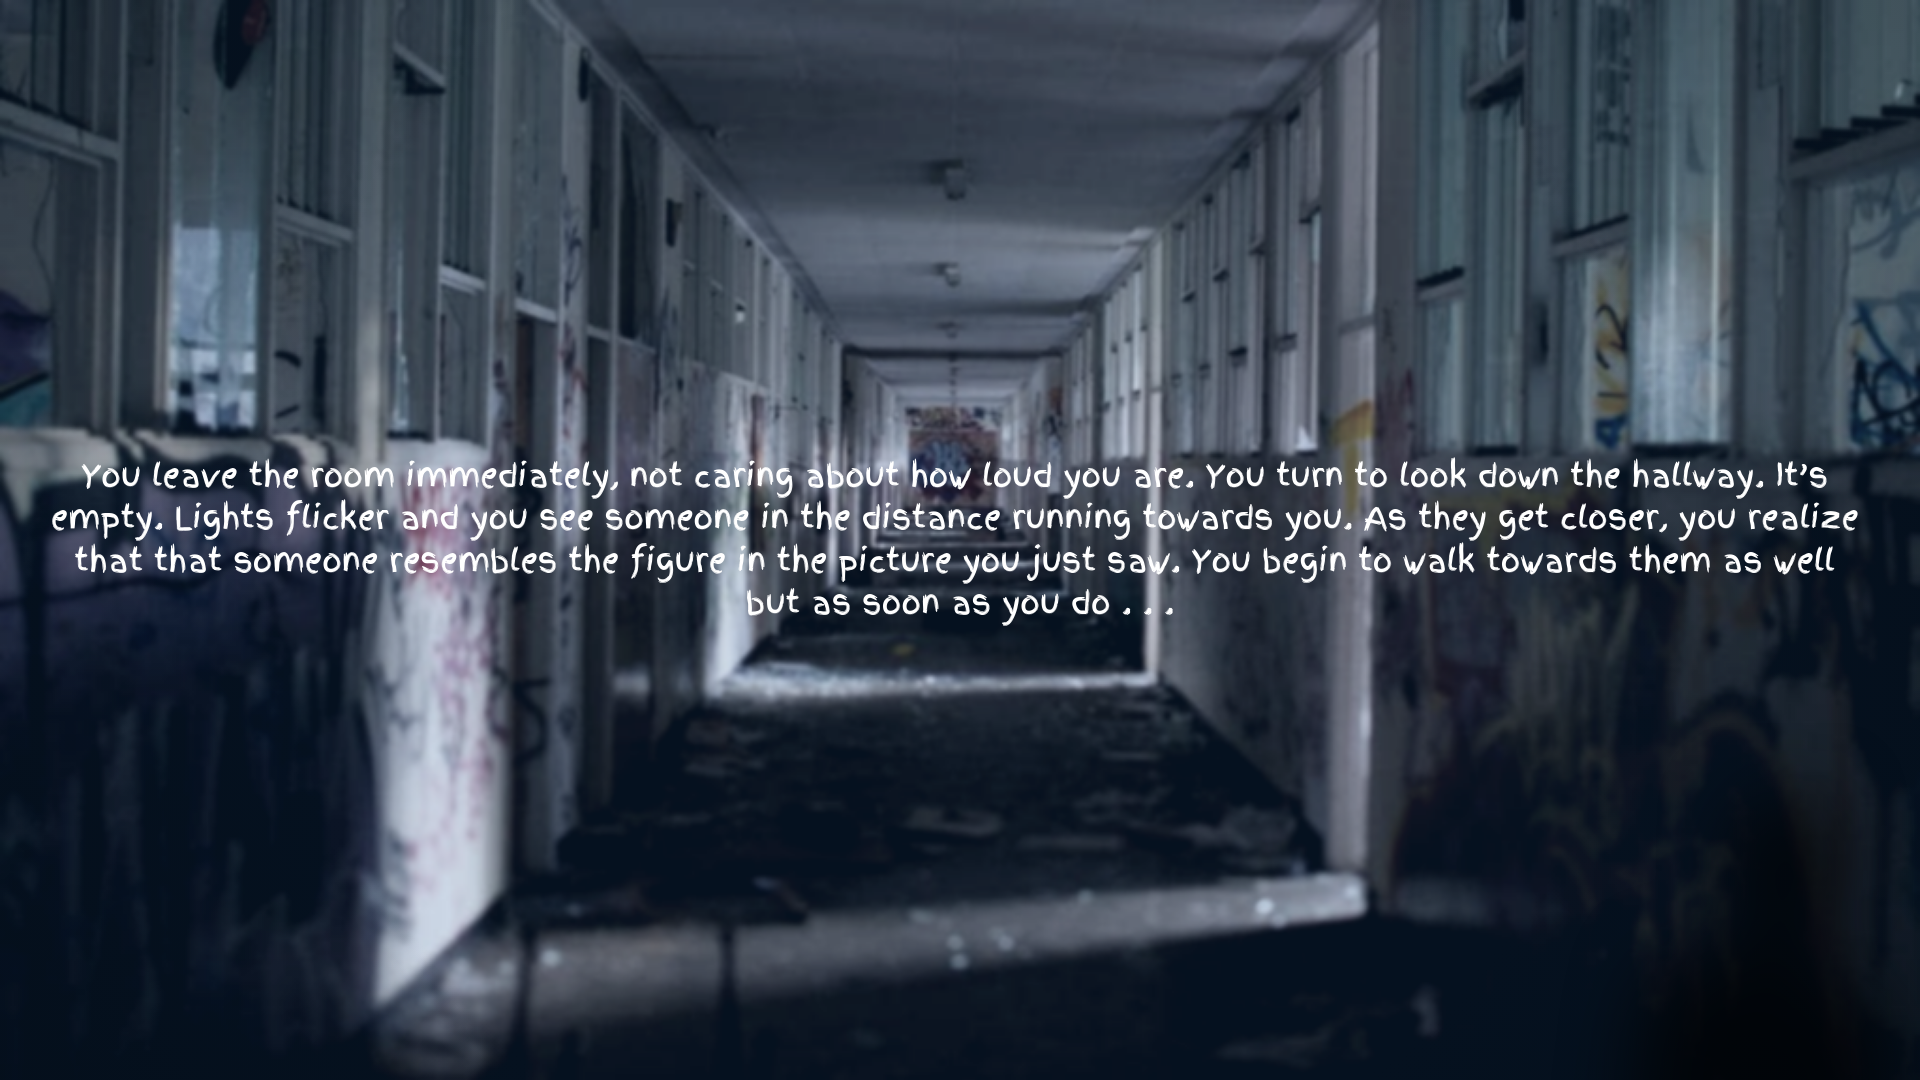 You leave the room immediately, not caring about how loud you are. You turn to look down the hallway. It's
empty. Lights flicker and you see someone in the distance running towards you. As they get closer, you realize
that that someone resembles the figure in the picture you just saw. You begin to walk towards them as well
but as soon as you do . . .